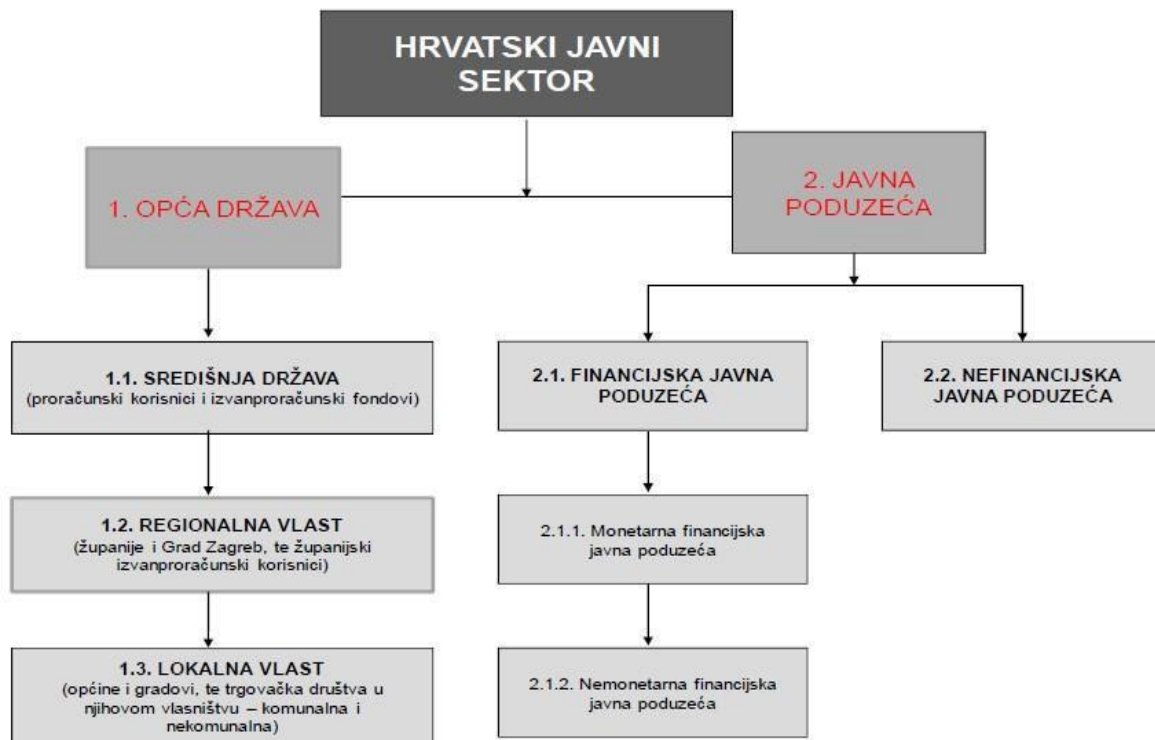 HRVATSKI JAVNI
SEKTOR
1. OPĆA DRŽAVA
2. JAVNA
PODUZEĆA
1.1. SREDIŠNJA DRŽAVA
(proračunski korisnici i izvanproračunski fondovi)
2.1. FINANCIJSKA JAVNA
PODUZEĆA
2.2. NEFINANCIJSKA
JAVNA PODUZEĆA
1.2. REGIONALNA VLAST
(županije i Grad Zagreb, te županijski
izvanproračunski korisnici)
2.1.1. Monetarna financijska
javna poduzeća
1.3. LOKALNA VLAST
(općine i gradovi, te trgovačka društva u
njihovom vlasništvu – komunalna i
nekomunalna)
2.1.2. Nemonetarna financijska
javna poduzeća